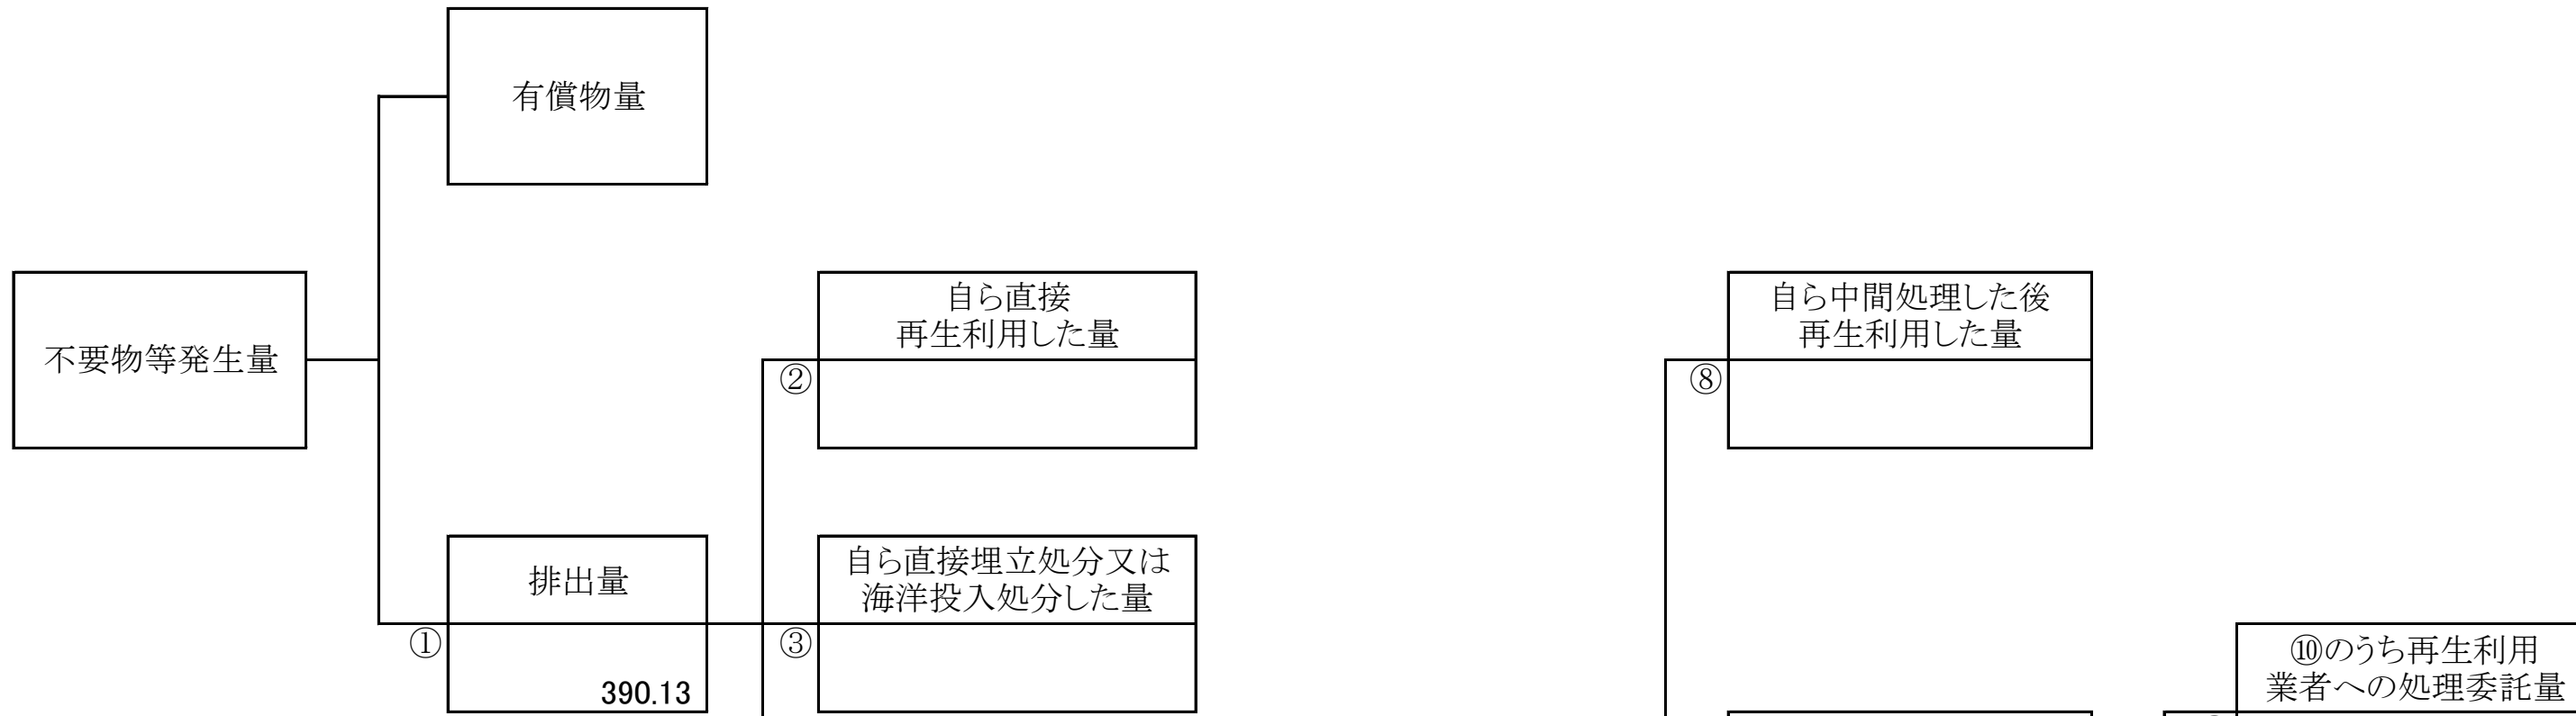 有償物量
不要物等発生量
自ら直接
再生利用した量
②
自ら中間処理した後
再生利用した量
⑧
排出量
①
390.13
自ら直接埋立処分又は
海洋投入処分した量
③
⑩のうち再生利用
業者への処理委託量